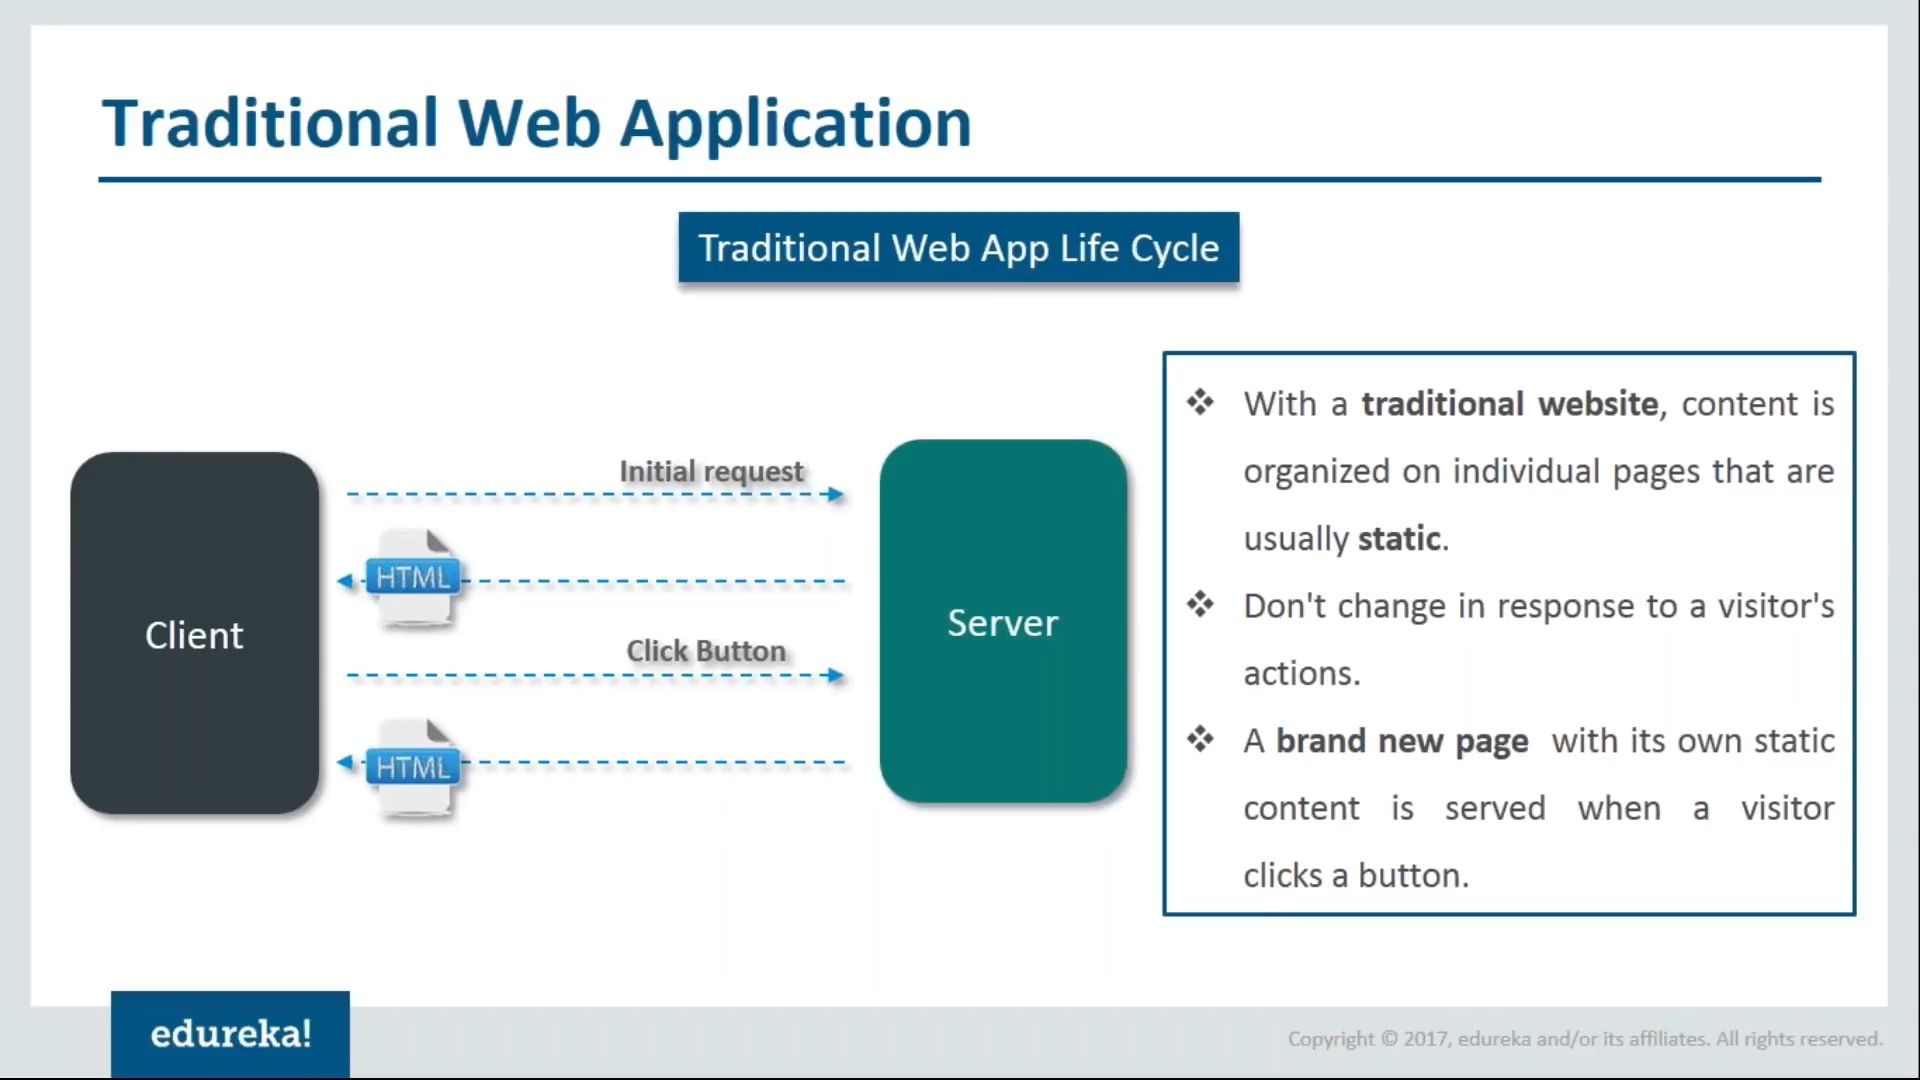 Traditional Web Application
Traditional Web App Life Cycle
Client
Initial request
HTML
Click Button
HTML
Server
❖ With a traditional website, content is
organized on individual pages that are
usually static.
❖ Don't change in response to a visitor's
actions.
❖ A brand new page with its own static
content is served when a visitor
clicks a button.
edureka!
Copyright © 2017, edureka and/or its affiliates. All rights reserved.